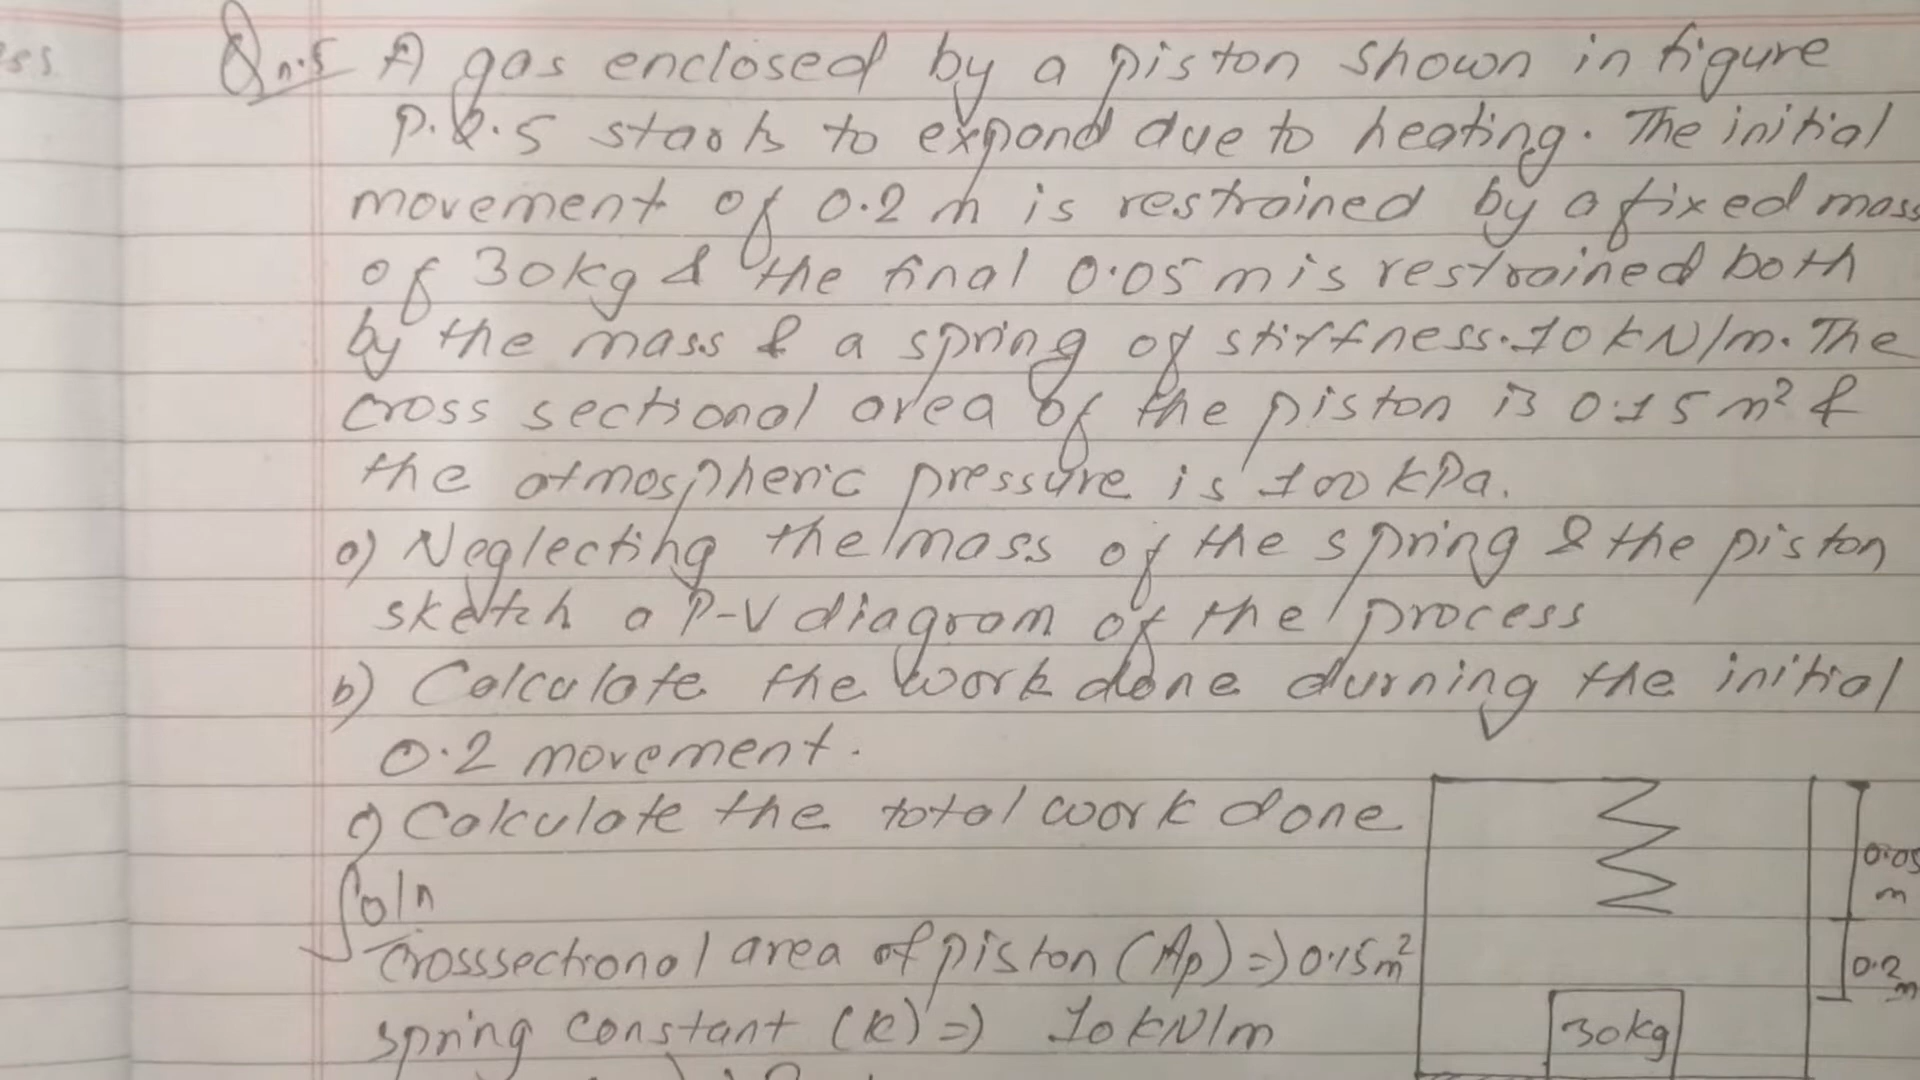 Qn.5 A gas enclosed by a piston shown in figure
P.Q.5 starts to expand due to heating. The initial
movement of 0.2 m is restrained by a fixed mass
of 30kg & the final 0.05 m is restrained both
by the mass & a spring of stiffness.10 kN/m. The
cross sectional area of the piston is 0.15 m² &
the atmospheric pressure is 100 kPa.
a) Neglecting the mass of the spring & the piston
sketch a P-V diagram of the process
b) Calculate the work done durning the initial
0.2 movement.
c) Calculate the total work done
Soln
Crosssectional area of piston (Ap) => 0.15m²
spring constant (k) => 10 kN/m
0.05
m
0.2
m
30kg